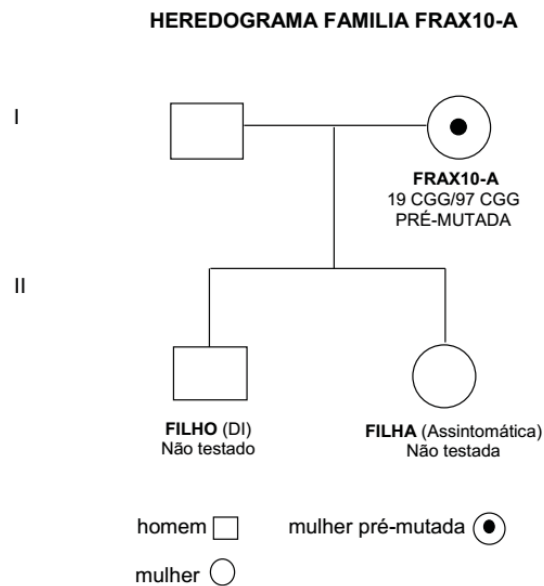 HEREDOGRAMA FAMILIA FRAX10-A
I
FRAX10-A
19 CGG/97 CGG
PRÉ-MUTADA
II
FILHO (DI)
Não testado
FILHA (Assintomática)
Não testada
homem
mulher pré-mutada
mulher